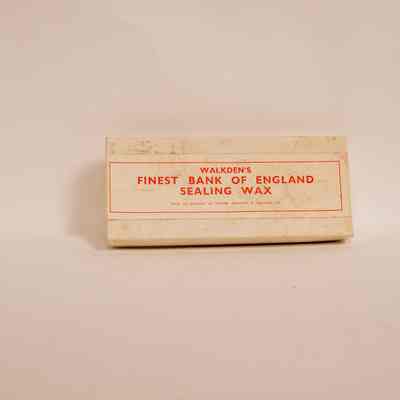 WALKDEN'S
FINEST BANK OF ENGLAND
SEALING WAX